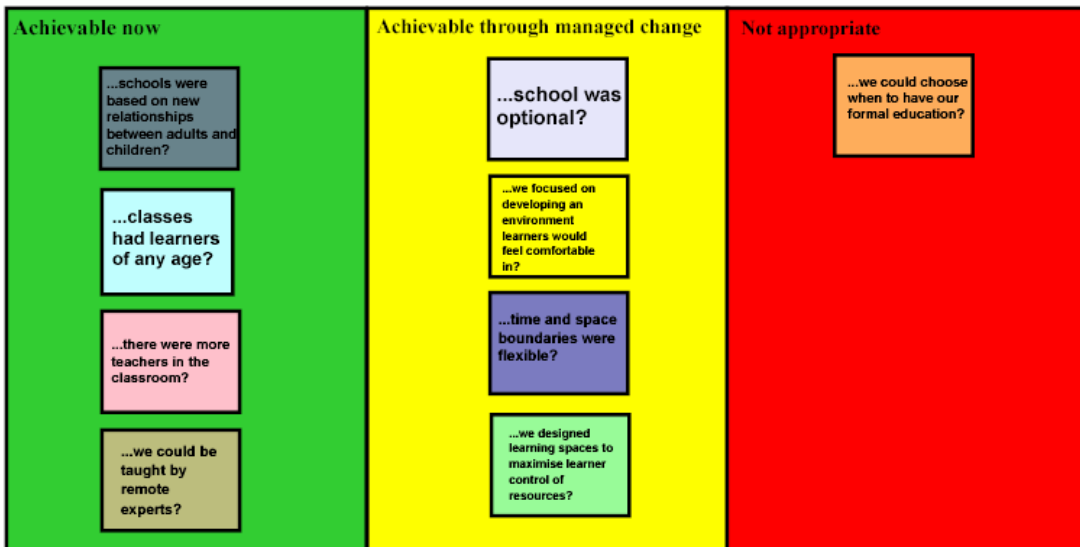 Achievable now
...schools were
based on new
relationships
between adults and
children?
...classes
had learners
of any age?
...there were more
teachers in the
classroom?
...we could be
taught by
remote
experts?
Achievable through managed change
...school was
optional?
...we focused on
developing an
environment
learners would
feel comfortable
in?
...time and space
boundaries were
flexible?
...we designed
learning spaces to
maximise learner
control of
resources?
Not appropriate
...we could choose
when to have our
formal education?